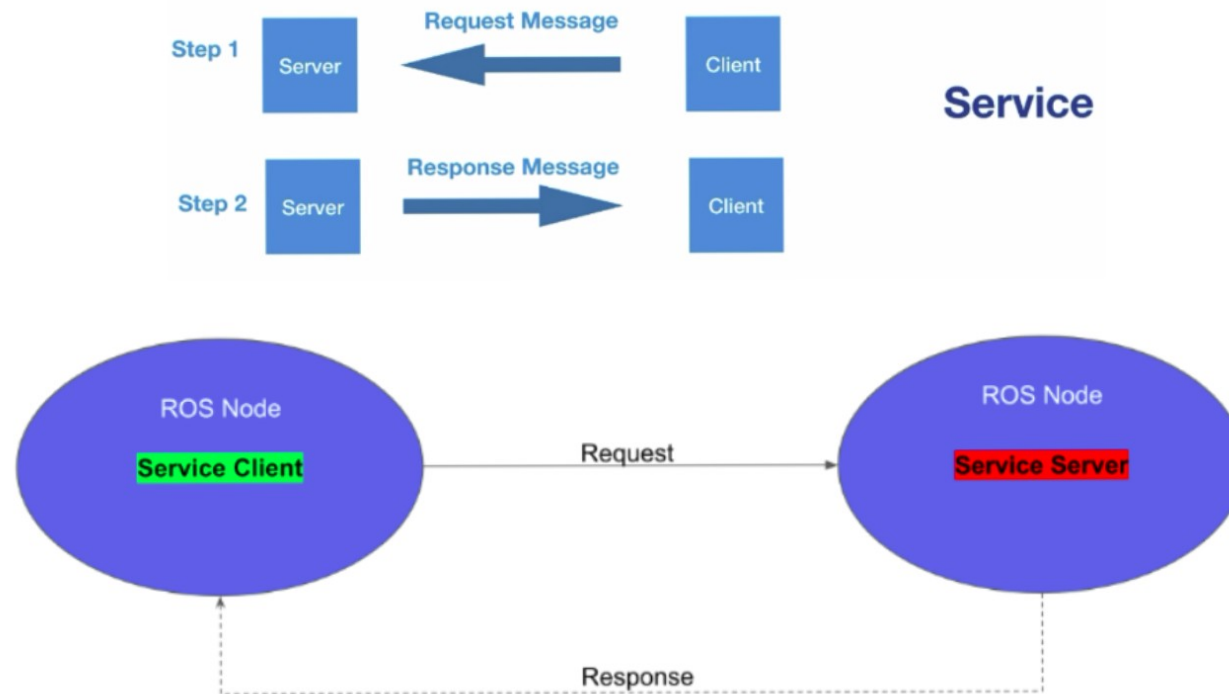 Request Message
Step 1
Server
Client
Service
Response Message
Step 2
Server
Client
ROS Node
Service Client
Request
ROS Node
Service Server
Response